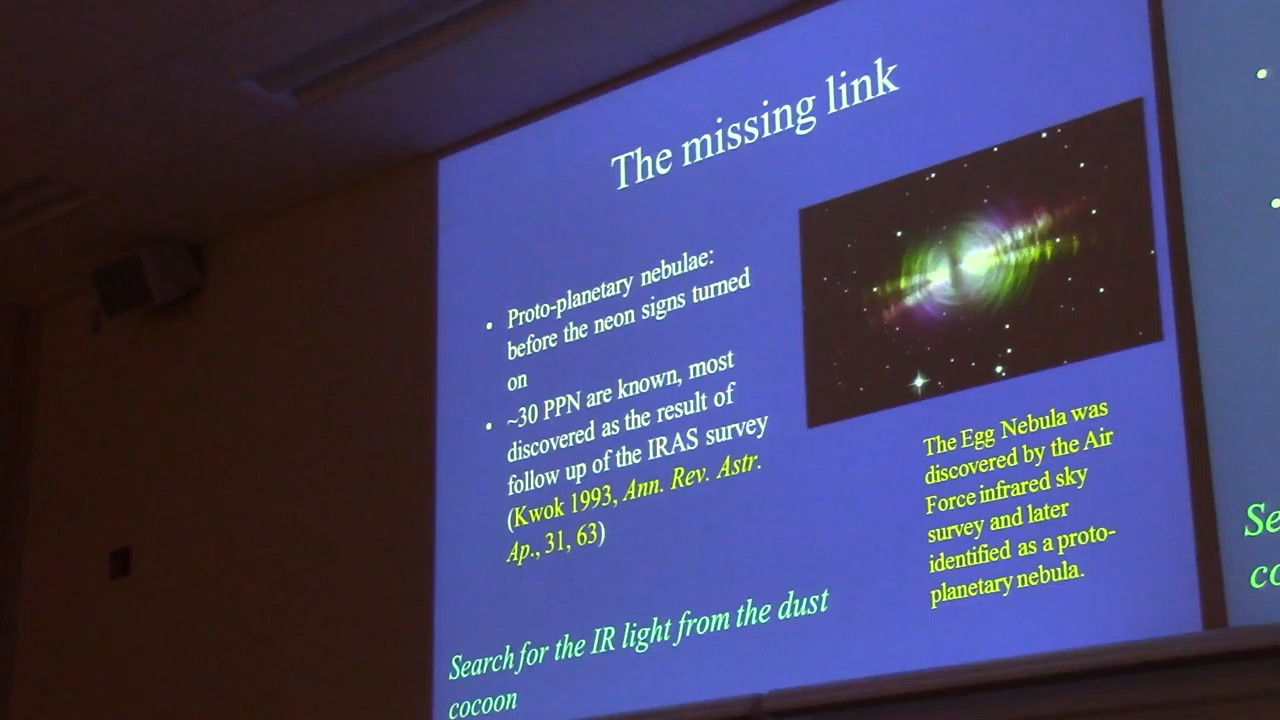 The missing link
• Proto-planetary nebulae:
before the neon signs turned
on
• ~30 PPN are known, most
discovered as the result of
follow up of the IRAS survey
(Kwok 1993, Ann. Rev. Astr.
Ap., 31, 63)
The Egg Nebula was
discovered by the Air
Force infrared sky
survey and later
identified as a proto-
planetary nebula.
Search for the IR light from the dust
cocoon
Se
co